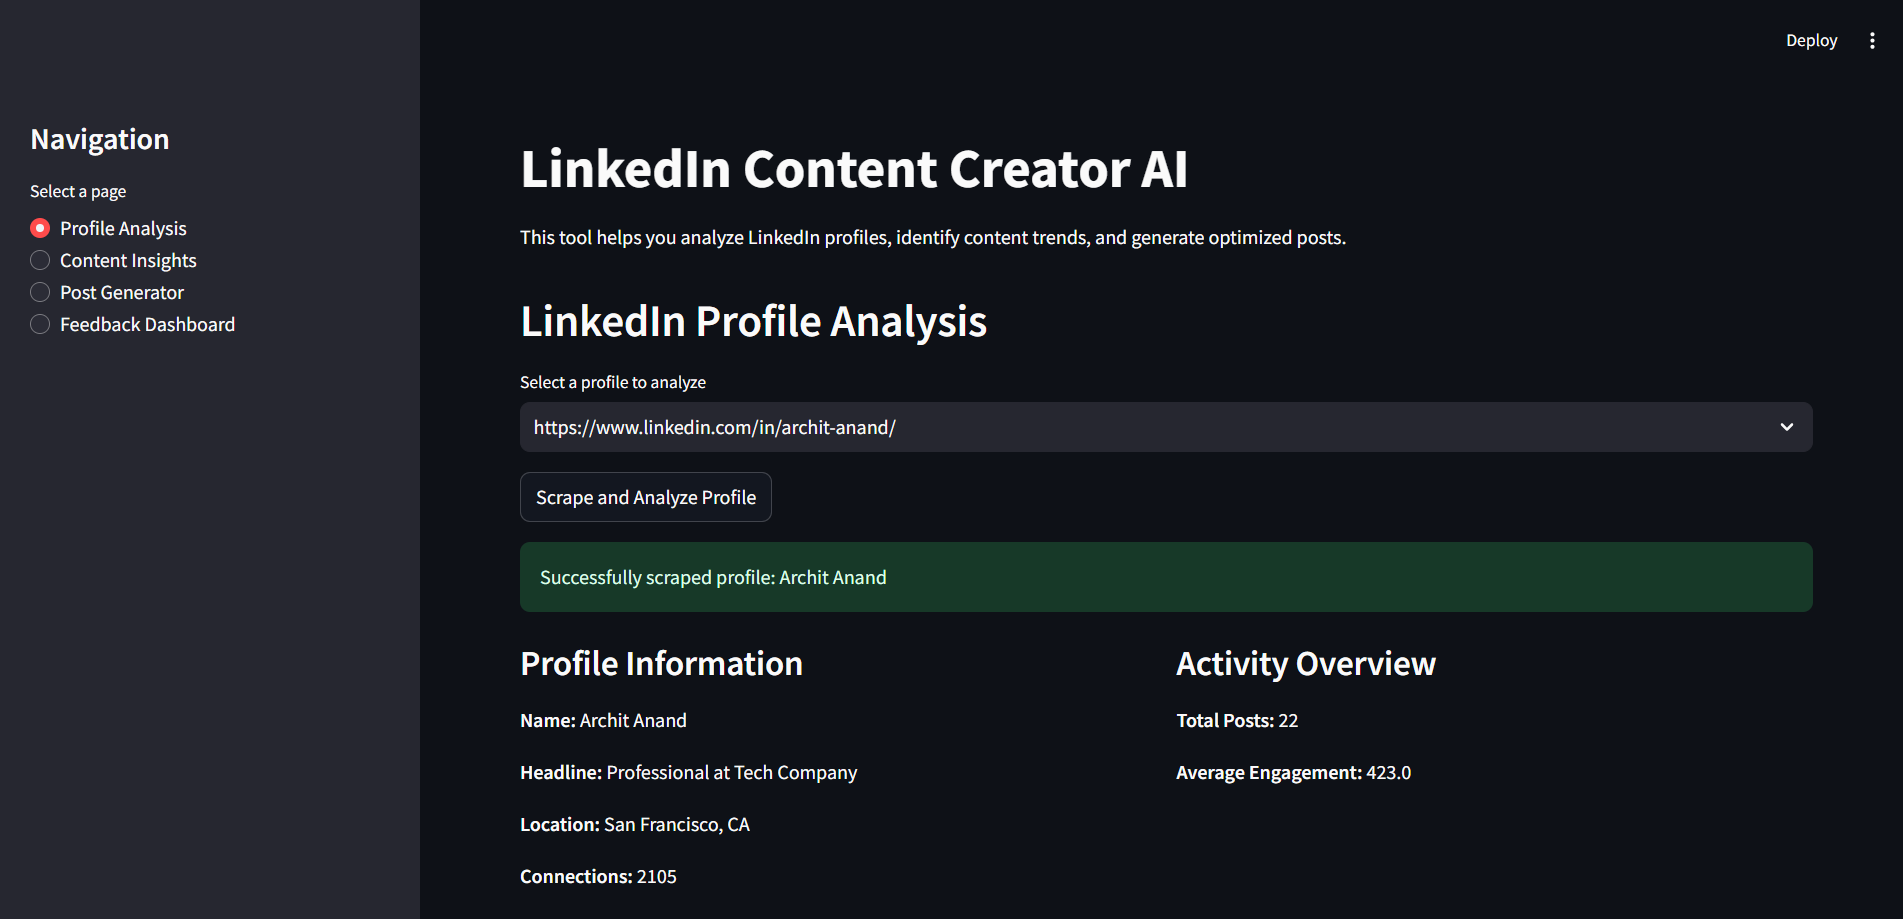 Deploy
Navigation
Select a page
Profile Analysis
Content Insights
Post Generator
Feedback Dashboard
LinkedIn Content Creator AI
This tool helps you analyze LinkedIn profiles, identify content trends, and generate optimized posts.
LinkedIn Profile Analysis
Select a profile to analyze
https://www.linkedin.com/in/archit-anand/
Scrape and Analyze Profile
Successfully scraped profile: Archit Anand
Profile Information
Name: Archit Anand
Headline: Professional at Tech Company
Location: San Francisco, CA
Connections: 2105
Activity Overview
Total Posts: 22
Average Engagement: 423.0